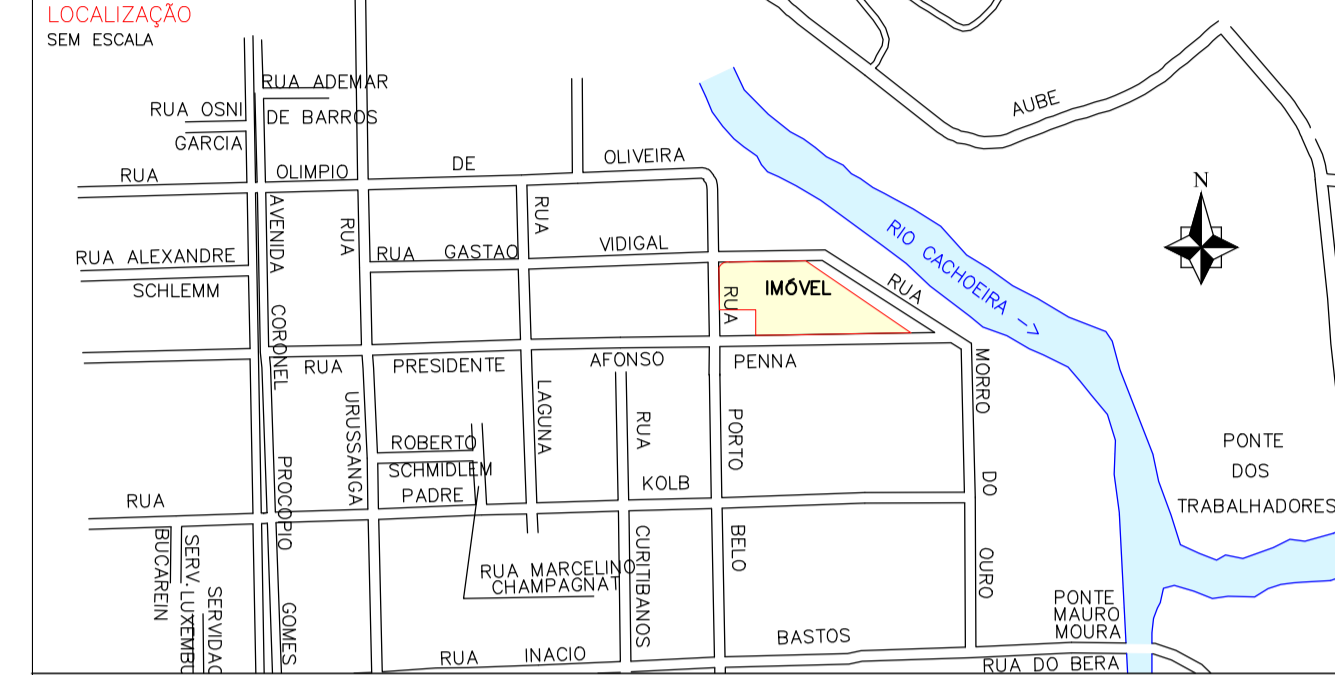 LOCALIZAÇÃO
SEM ESCALA
RUA ADEMAR
DE BARROS
RUA OSNI
GARCIA
AUBE
RUA OLIMPIO DE OLIVEIRA
N
RUA ALEXANDRE
SCHLEMM
AVENIDA CORONEL PROCOPIO GOMES
RUA URUSSANGA
RUA GASTAO VIDIGAL
RUA LAGUNA
RIO CACHOEIRA ->
IMÓVEL
RUA PORTO BELO
RUA MORRO DO OURO
RUA PRESIDENTE AFONSO PENNA
ROBERTO
SCHMIDLEM
RUA PADRE KOLB
RUA CURITIBANOS
PONTE
DOS
TRABALHADORES
BUCAREIN
SERV. LUXEMBU
SERVIDAO
RUA MARCELINO
CHAMPAGNAT
PONTE
MAURO
MOURA
RUA INACIO BASTOS
RUA DO BERA